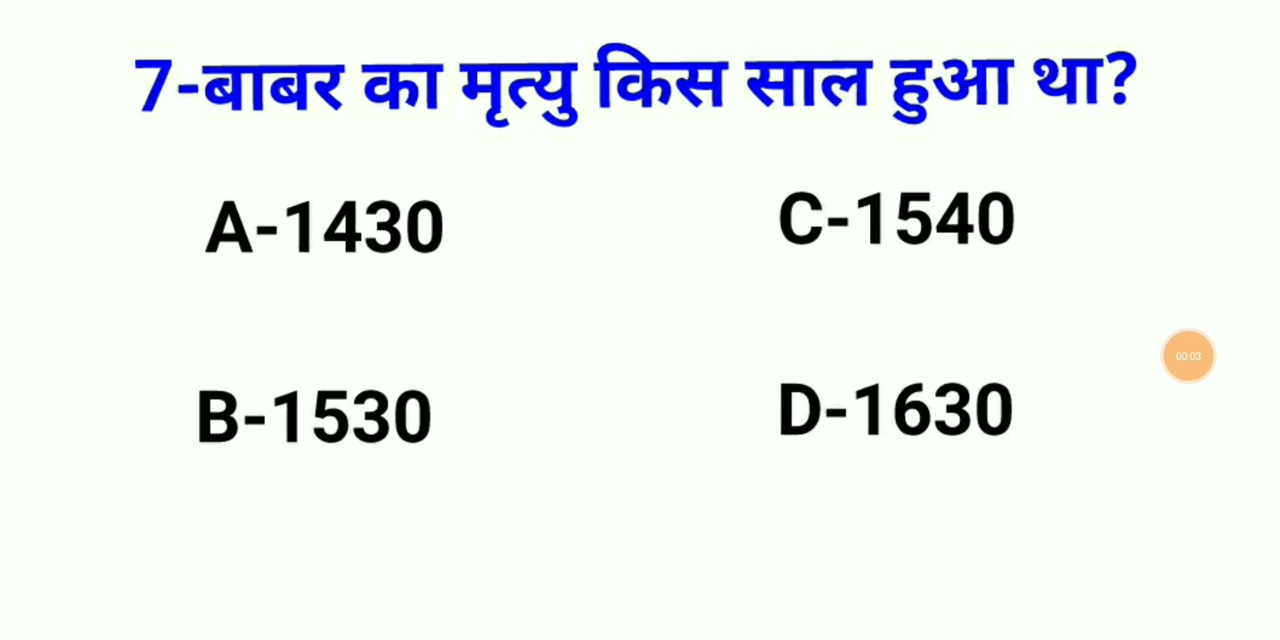 7-बाबर का मृत्यु किस साल हुआ था?
A-1430
C-1540
B-1530
D-1630
00:03